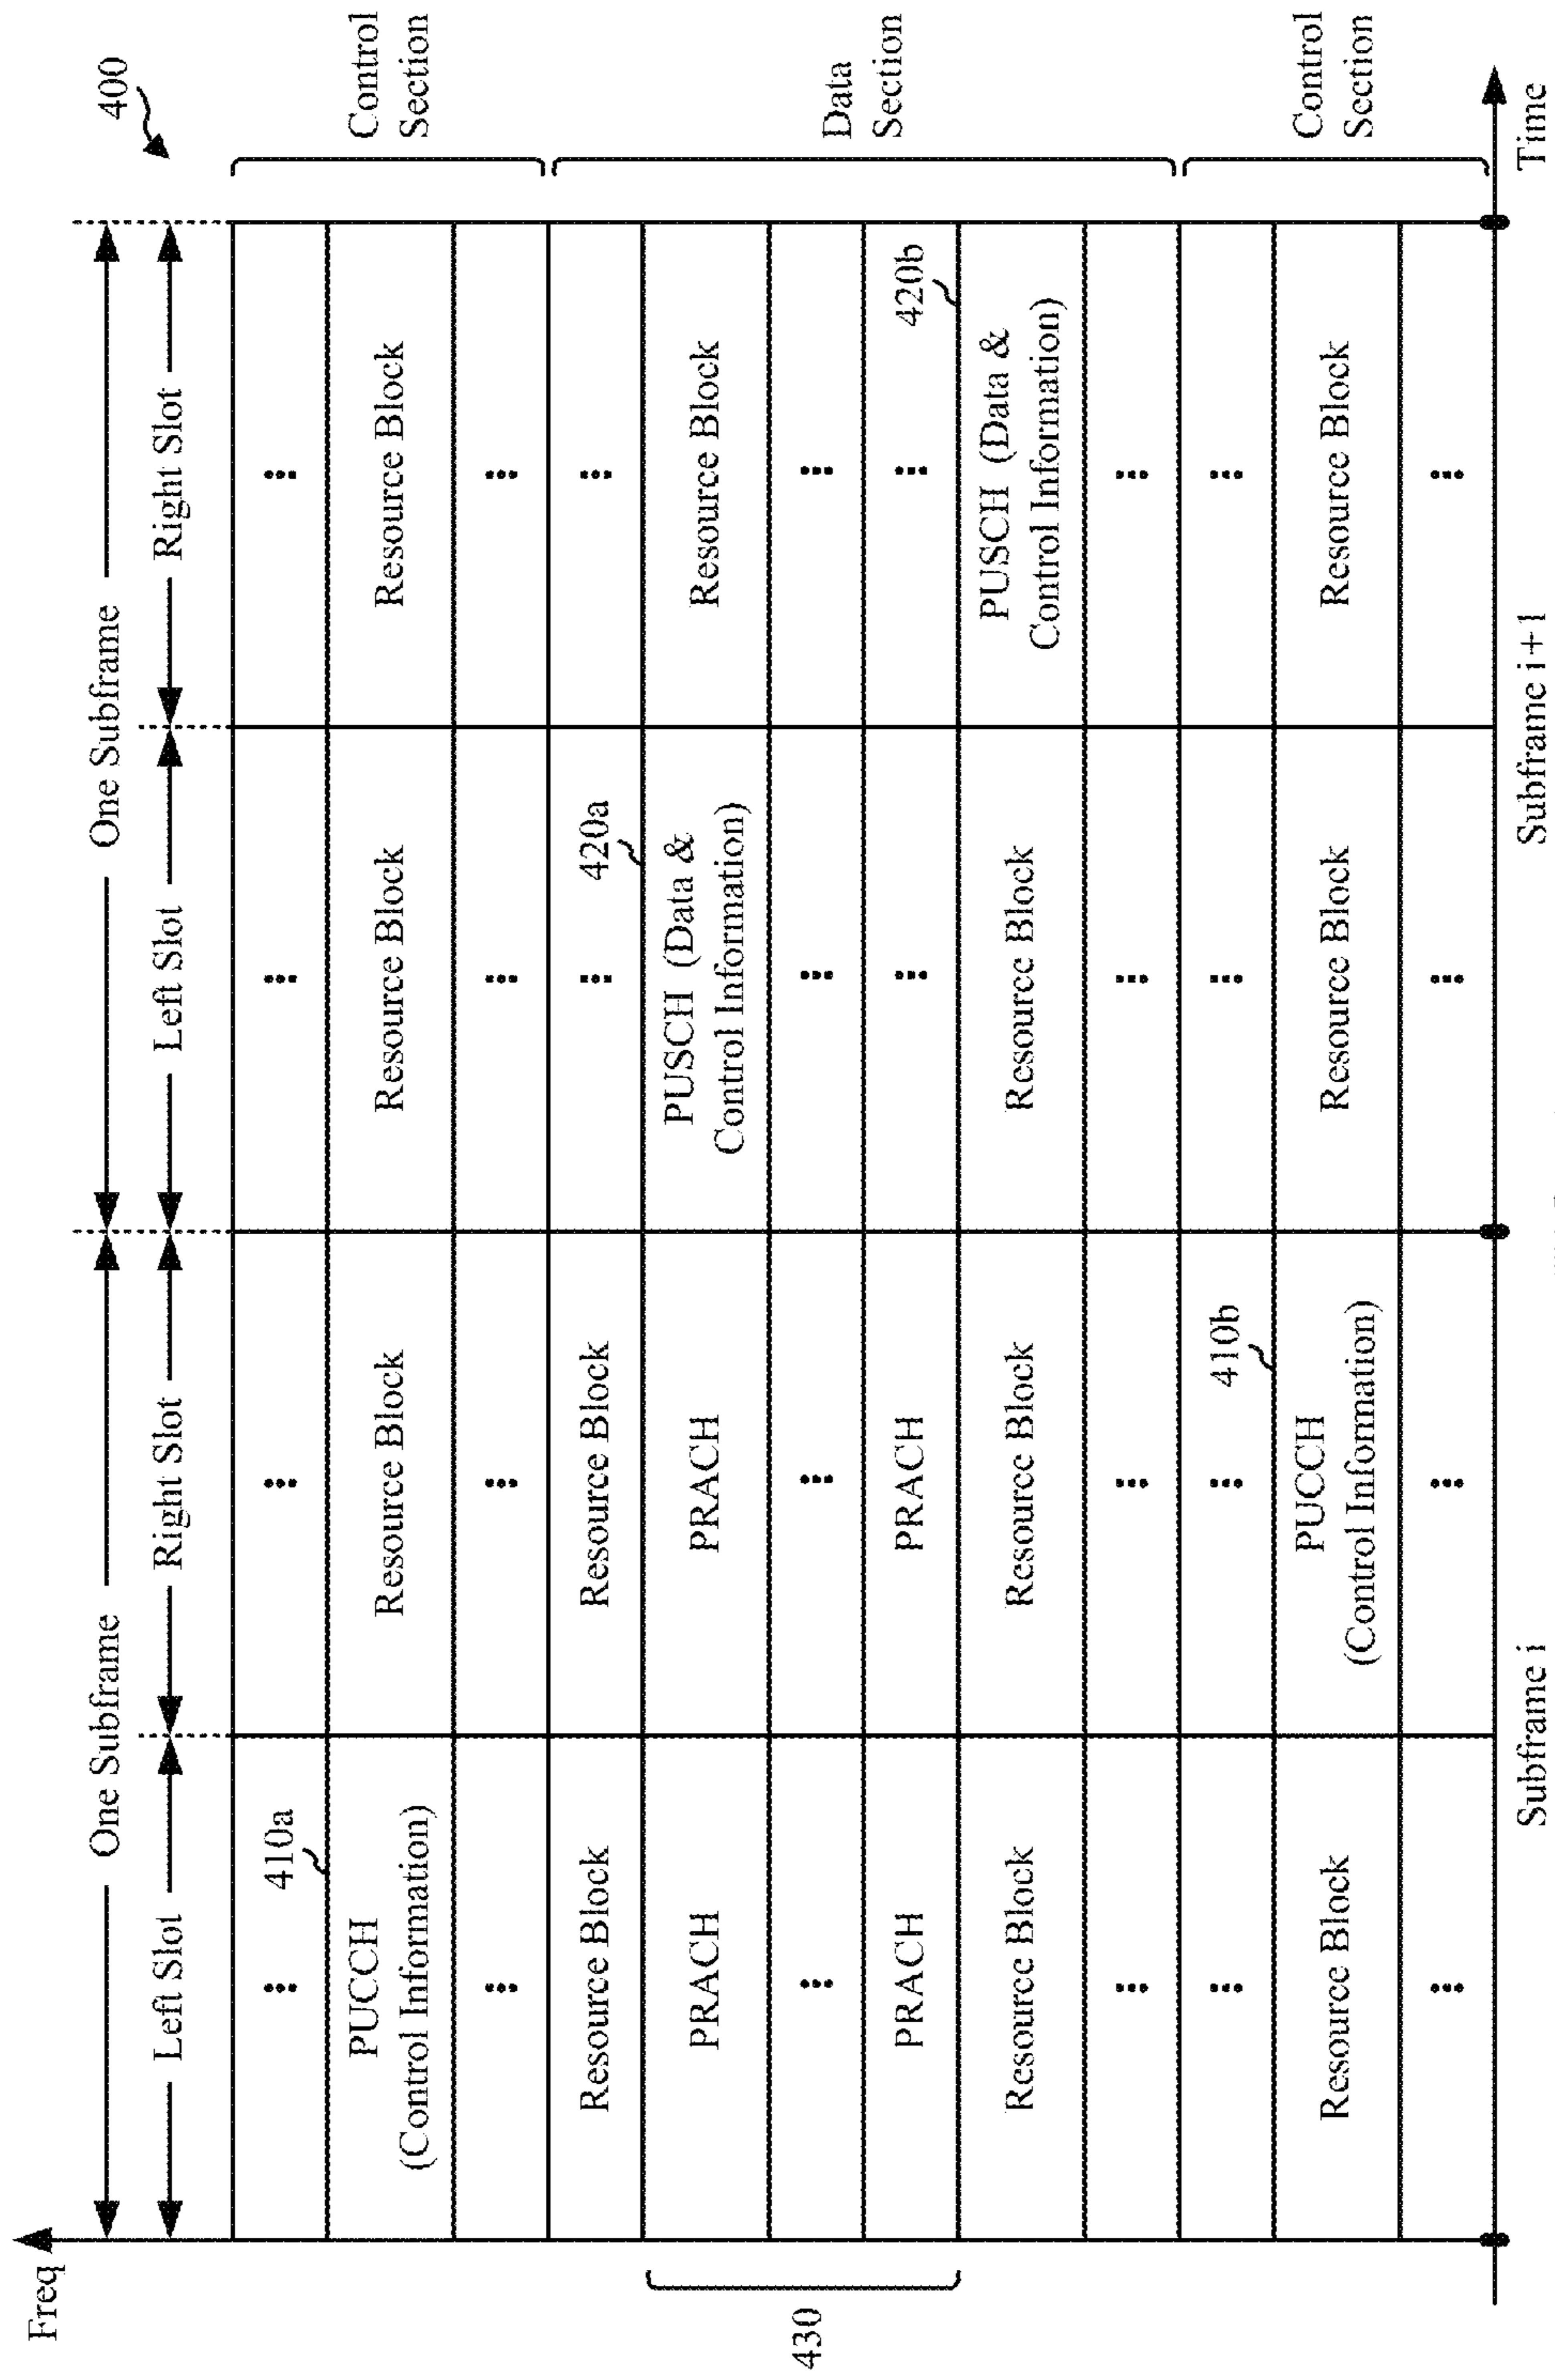 Freq
One Subframe
One Subframe
400
Left Slot
Right Slot
Left Slot
Right Slot
410a
PUCCH
(Control Information)
Resource Block
Resource Block
Resource Block
Control
Section
Resource Block
Resource Block
420a
PRACH
PRACH
PUSCH (Data &
Control Information)
Resource Block
430
Data
Section
PRACH
PRACH
420b
Resource Block
Resource Block
Resource Block
PUSCH (Data &
Control Information)
410b
Resource Block
PUCCH
(Control Information)
Resource Block
Resource Block
Control
Section
Subframe i
Subframe i+1
Time